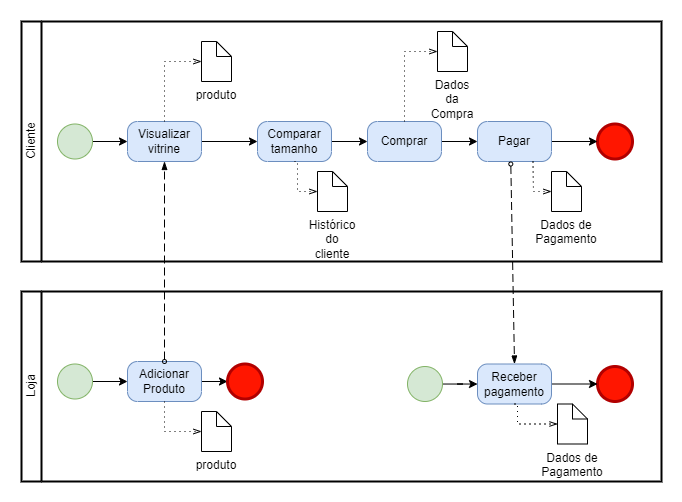 Cliente
produto
Dados
da
Compra
Visualizar
vitrine
Comparar
tamanho
Comprar
Pagar
Histórico
do
cliente
Dados de
Pagamento
Loja
Adicionar
Produto
produto
Receber
pagamento
Dados de
Pagamento